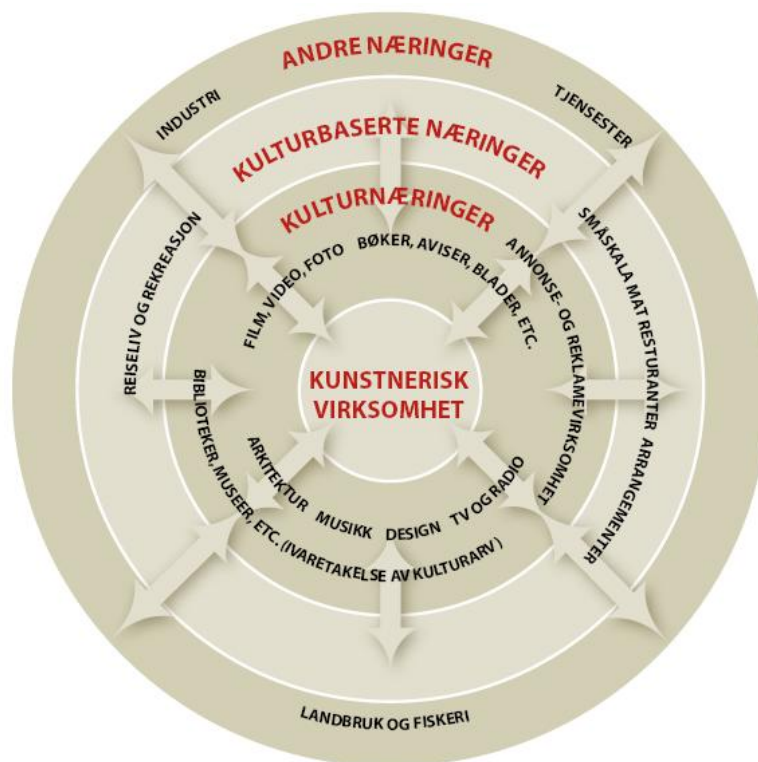 ANDRE NÆRINGER
INDUSTRI
TJENSESTER
KULTURBASERTE NÆRINGER
REISELIV OG REKREASJON
SMÅSKALA MAT RESTURANTER ARRANGEMENTER
KULTURNÆRINGER
FILM, VIDEO, FOTO
BØKER, AVISER, BLADER, ETC.
ANNONSE- OG REKLAMEVIRKSOMHET
KUNSTNERISK
VIRKSOMHET
BIBLIOTEKER, MUSEER, ETC. (IVARETAKELSE AV KULTURARV)
ARKITEKTUR
MUSIKK
DESIGN
TV OG RADIO
LANDBRUK OG FISKERI